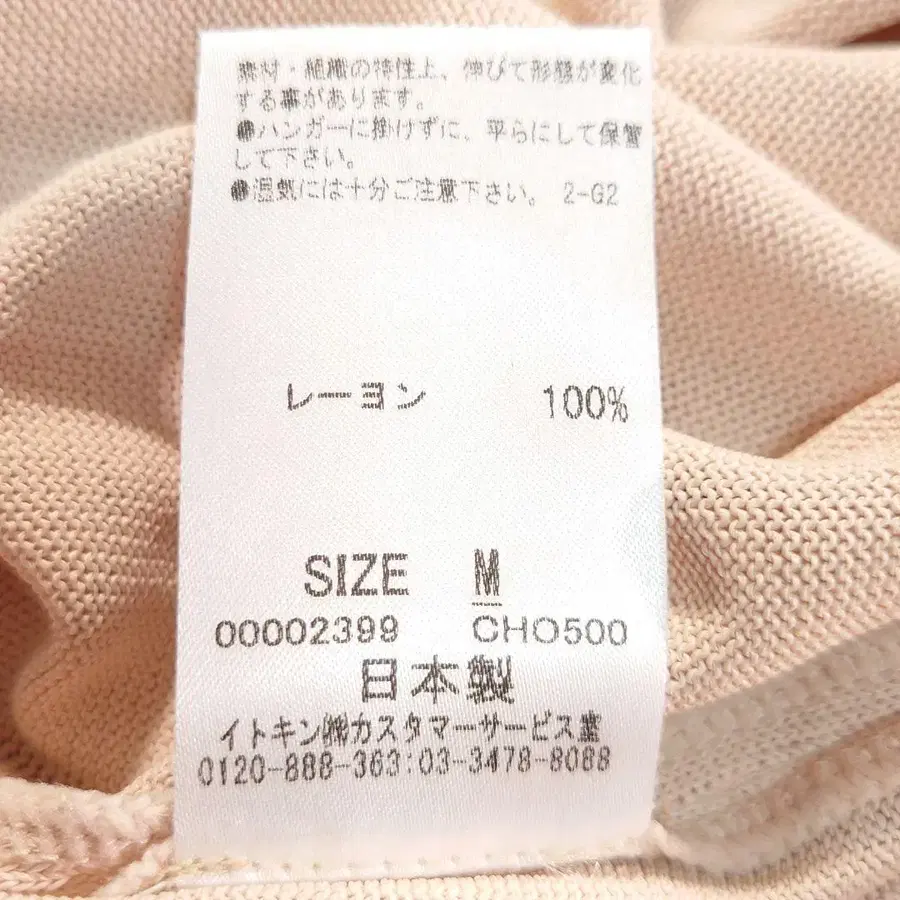 素材・組織の特性上、伸びて形態が変化
する事があります。
●ハンガーに掛けずに、平らにして保管
して下さい。
●湿気には十分ご注意下さい。 2-G2
レーヨン 100%
SIZE M
00002399 CHO500
日本製
イトキン㈱カスタマーサービス室
0120-888-363:03-3478-8088